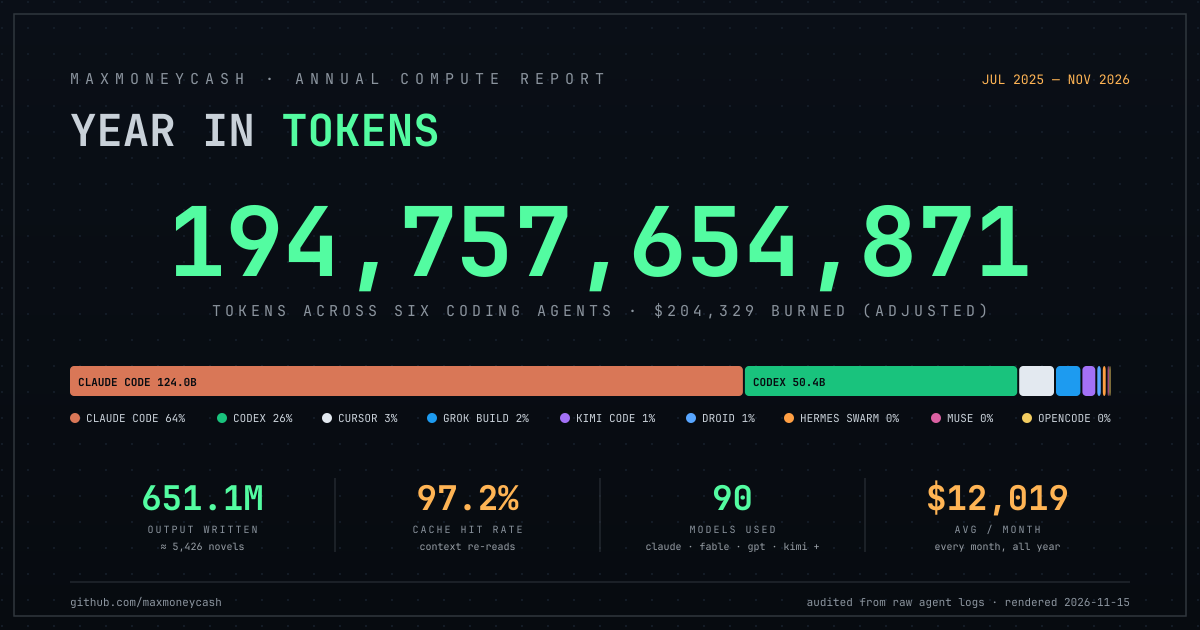 MAXMONEYCASH · ANNUAL COMPUTE REPORT
JUL 2025 — NOV 2026
YEAR IN TOKENS
194,757,654,871
TOKENS ACROSS SIX CODING AGENTS · $204,329 BURNED (ADJUSTED)
CLAUDE CODE 124.0B
CODEX 50.4B
CLAUDE CODE 64%
CODEX 26%
CURSOR 3%
GROK BUILD 2%
KIMI CODE 1%
DROID 1%
HERMES SWARM 0%
MUSE 0%
OPENCODE 0%
651.1M
OUTPUT WRITTEN
≈ 5,426 novels
97.2%
CACHE HIT RATE
context re-reads
90
MODELS USED
claude · fable · gpt · kimi +
$12,019
AVG / MONTH
every month, all year
github.com/maxmoneycash
audited from raw agent logs · rendered 2026-11-15